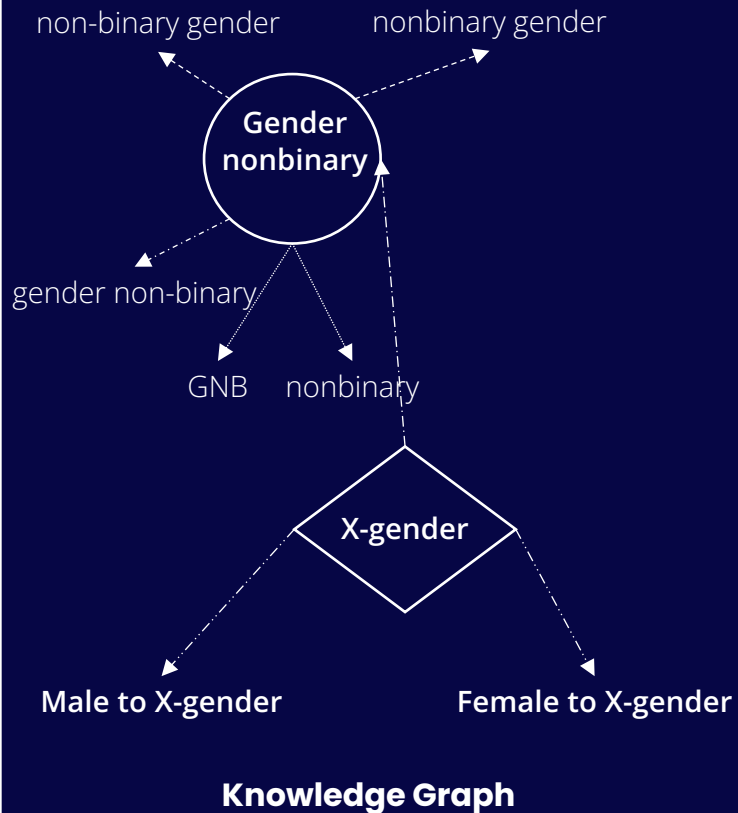 non-binary gender
nonbinary gender
Gender
nonbinary
gender non-binary
GNB
nonbinary
X-gender
Male to X-gender
Female to X-gender
Knowledge Graph